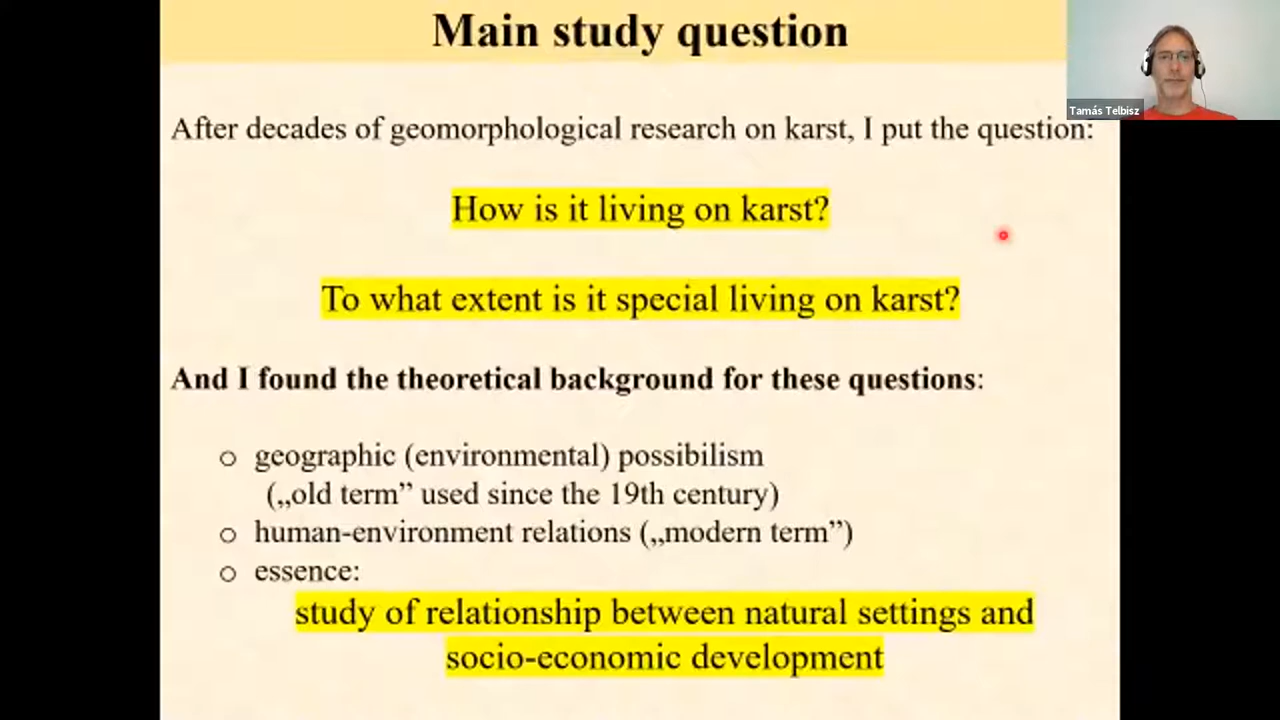 Main study question
Tamás Telbisz
After decades of geomorphological research on karst, I put the question:
How is it living on karst?
To what extent is it special living on karst?
And I found the theoretical background for these questions:
o geographic (environmental) possibilism
(„old term” used since the 19th century)
o human-environment relations („modern term”)
o essence:
study of relationship between natural settings and
socio-economic development